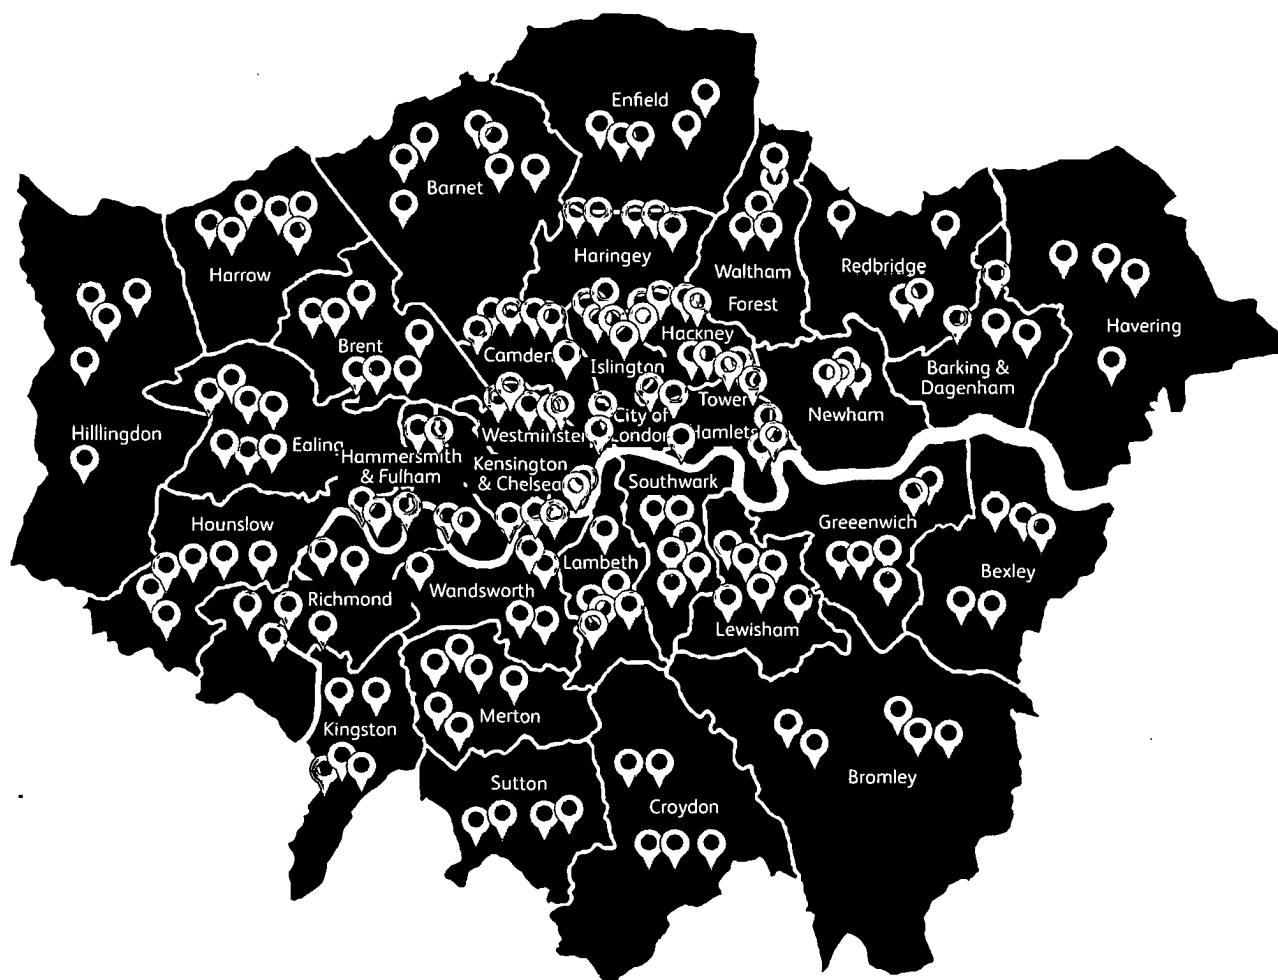 Enfield
Barnet
Haringey
Harrow
Waltham
Forest
Redbridge
Havering
Hackney
Brent
Camden
Islington
Barking &
Dagenham
Tower
Hamlets
Newham
Hilllingdon
Ealing
Westminster
City of
London
Hammersmith
& Fulham
Kensington
& Chelsea
Southwark
Hounslow
Greeenwich
Lambeth
Bexley
Richmond
Wandsworth
Lewisham
Kingston
Merton
Sutton
Croydon
Bromley